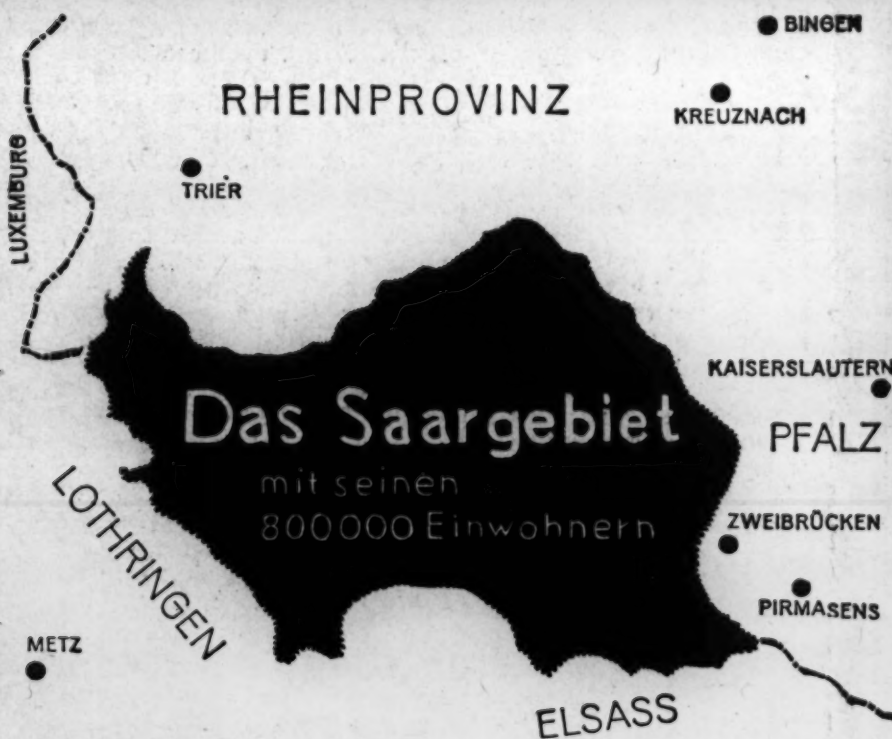 BINGEN
RHEINPROVINZ
KREUZNACH
LUXEMBURG
TRIER
KAISERSLAUTERN
Das Saargebiet
PFALZ
mit seinen
800000 Einwohnern
LOTHRINGEN
ZWEIBRÜCKEN
PIRMASENS
METZ
ELSASS